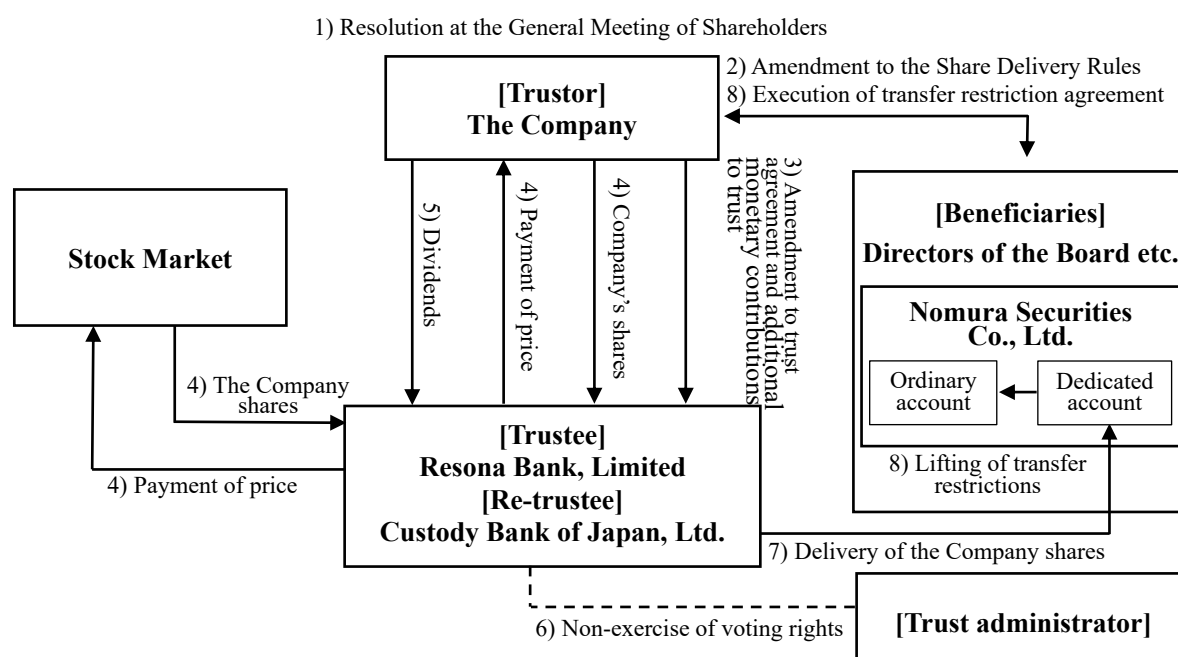 1) Resolution at the General Meeting of Shareholders
2) Amendment to the Share Delivery Rules
8) Execution of transfer restriction agreement
[Trustor]
The Company
5) Dividends
4) Payment of price
4) Company’s shares
3) Amendment to trust
agreement and additional
monetary contributions
to trust
Stock Market
4) The Company
shares
4) Payment of price
[Trustee]
Resona Bank, Limited
[Re-trustee]
Custody Bank of Japan, Ltd.
[Beneficiaries]
Directors of the Board etc.
Nomura Securities
Co., Ltd.
Ordinary
account
Dedicated
account
8) Lifting of transfer
restrictions
7) Delivery of the Company shares
6) Non-exercise of voting rights
[Trust administrator]